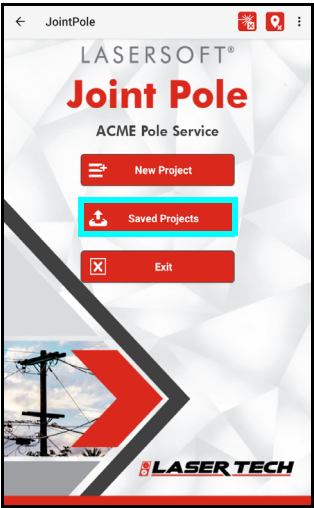 JointPole
LASERSOFT®
Joint Pole
ACME Pole Service
New Project
Saved Projects
Exit
LASER TECH